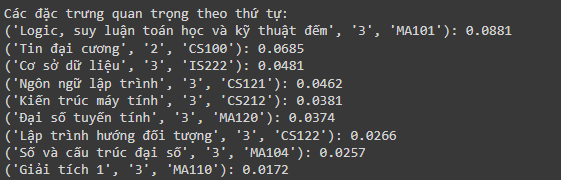 Các đặc trưng quan trọng theo thứ tự:
('Logic, suy luận toán học và kỹ thuật đếm', '3', 'MA101'): 0.0881
('Tin đại cương', '2', 'CS100'): 0.0685
('Cơ sở dữ liệu', '3', 'IS222'): 0.0481
('Ngôn ngữ lập trình', '3', 'CS121'): 0.0462
('Kiến trúc máy tính', '3', 'CS212'): 0.0381
('Đại số tuyến tính', '3', 'MA120'): 0.0374
('Lập trình hướng đối tượng', '3', 'CS122'): 0.0266
('Số và cấu trúc đại số', '3', 'MA104'): 0.0257
('Giải tích 1', '3', 'MA110'): 0.0172